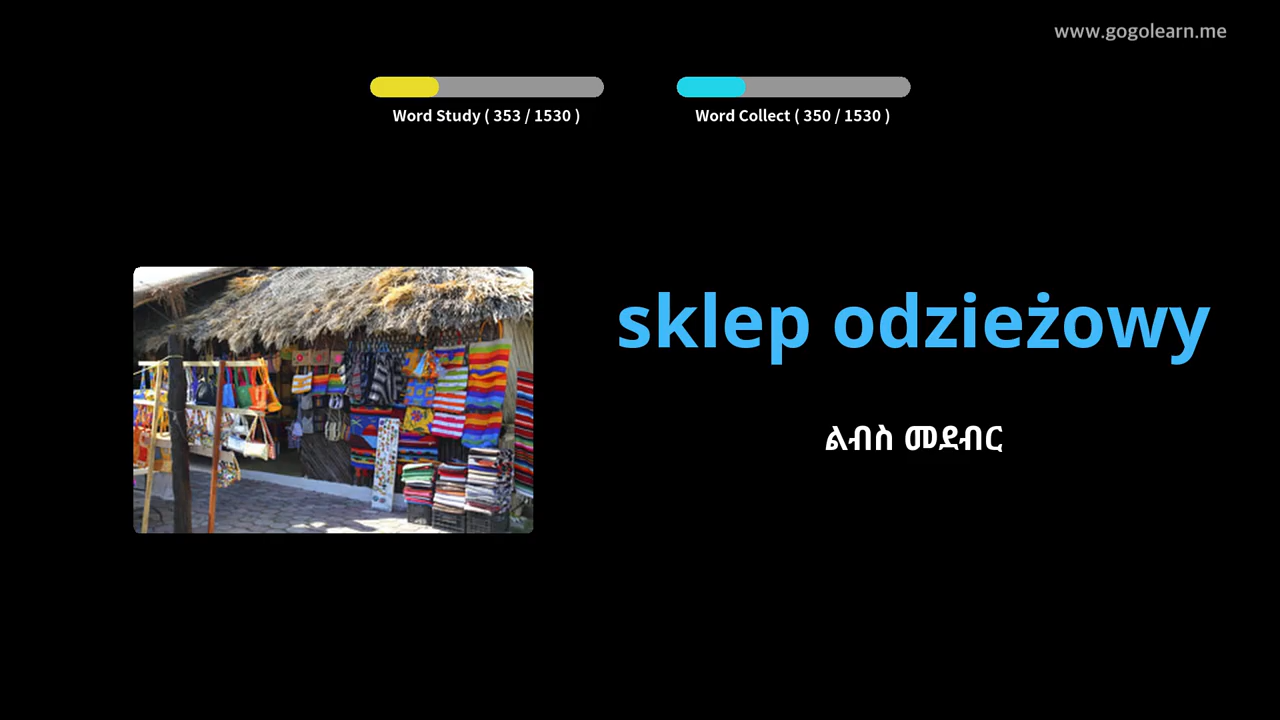 www.gogolearn.me
Word Study ( 353 / 1530 )
Word Collect ( 350 / 1530 )
sklep odzieżowy
ልብስ መደብር